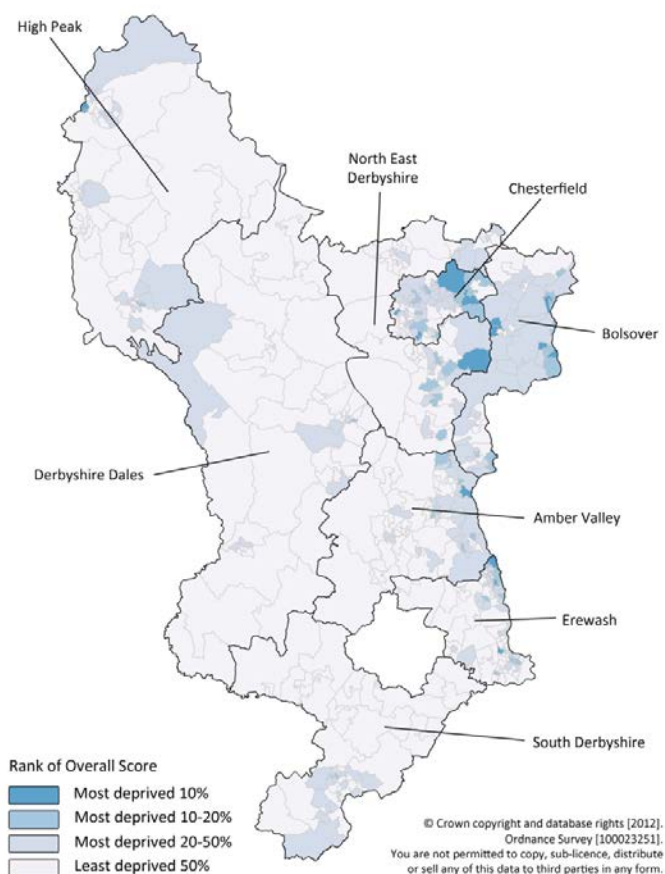 High Peak
North East
Derbyshire
Chesterfield
Bolsover
Derbyshire Dales
Amber Valley
Erewash
South Derbyshire
Rank of Overall Score
Most deprived 10%
Most deprived 10-20%
Most deprived 20-50%
Least deprived 50%
© Crown copyright and database rights [2012].
Ordnance Survey [100023251].
You are not permitted to copy, sub-licence, distribute
or sell any of this data to third parties in any form.